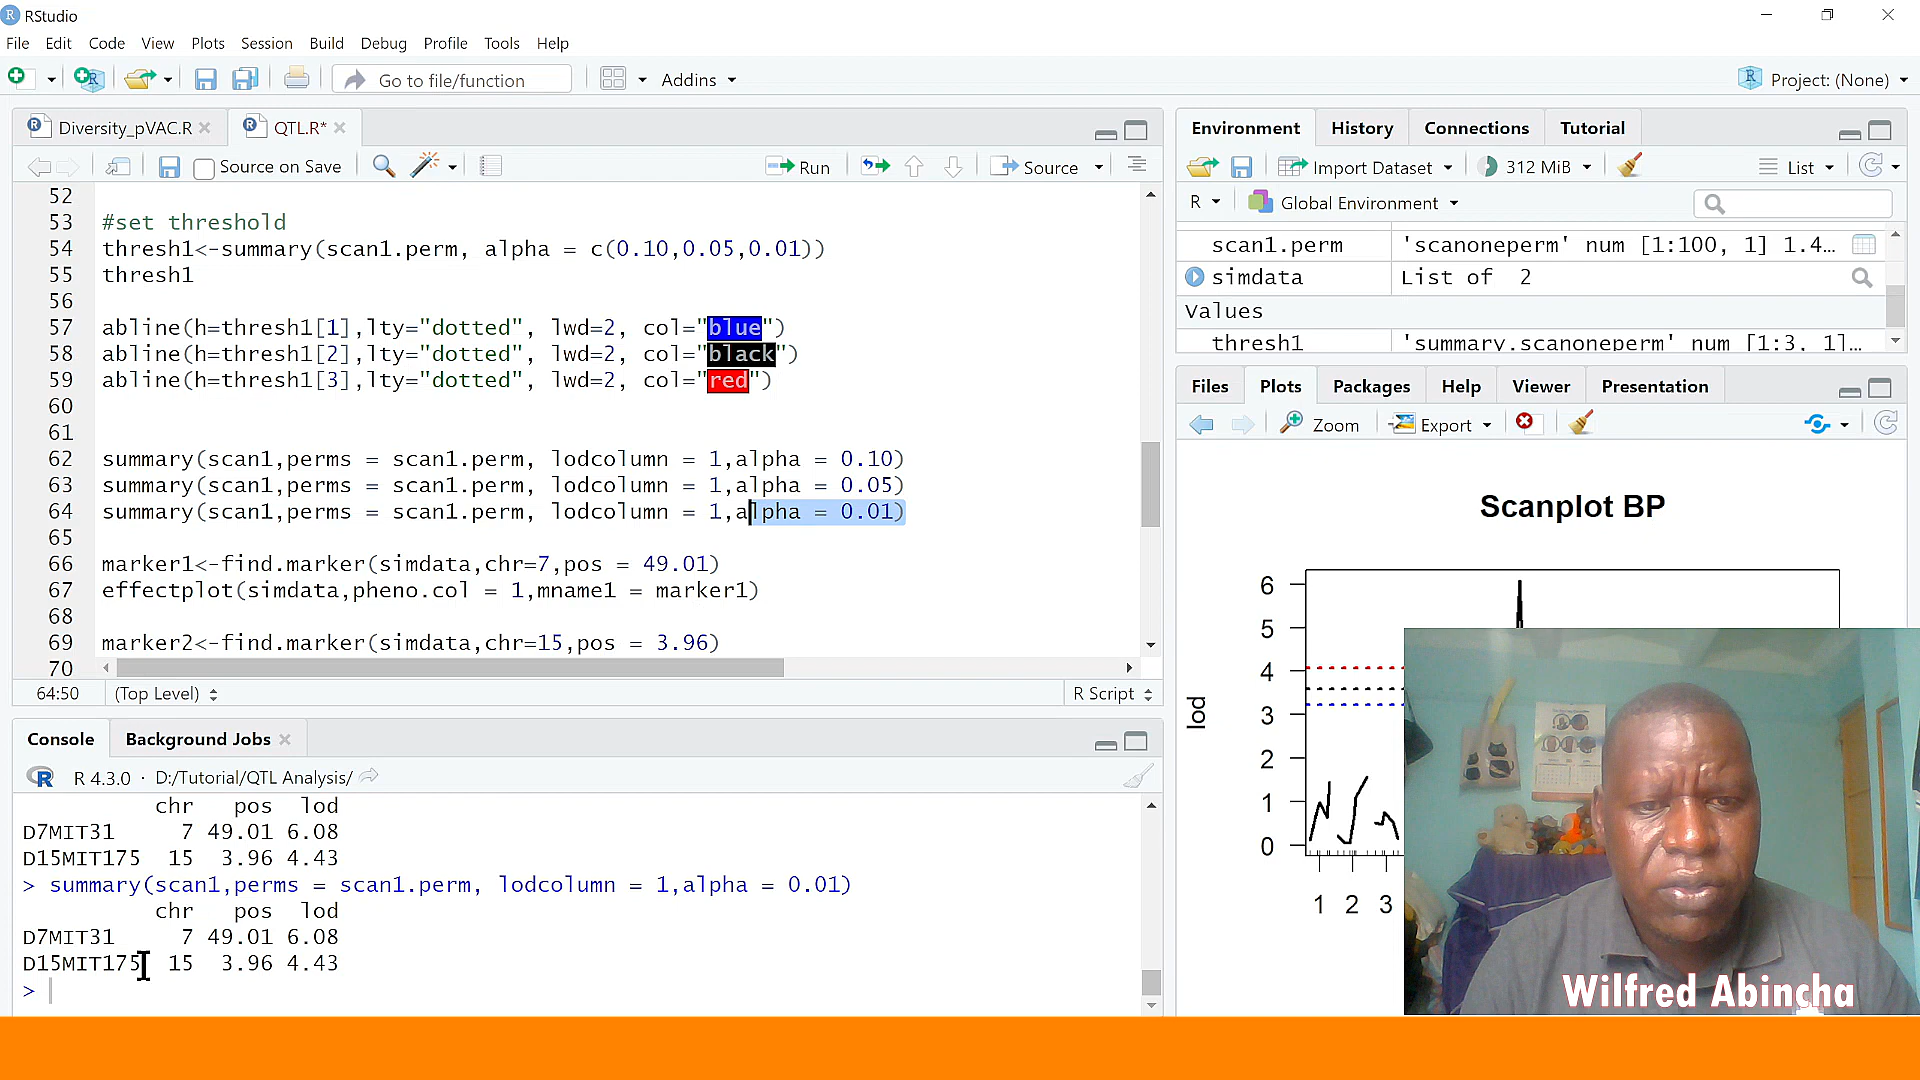 RStudio
File Edit Code View Plots Session Build Debug Profile Tools Help
Go to file/function Addins Project: (None)
Diversity_pVAC.R QTL.R*
Source on Save Run Source
52
53 #set threshold
54 thresh1<-summary(scan1.perm, alpha = c(0.10,0.05,0.01))
55 thresh1
56
57 abline(h=thresh1[1],lty="dotted", lwd=2, col="blue")
58 abline(h=thresh1[2],lty="dotted", lwd=2, col="black")
59 abline(h=thresh1[3],lty="dotted", lwd=2, col="red")
60
61
62 summary(scan1,perms = scan1.perm, lodcolumn = 1,alpha = 0.10)
63 summary(scan1,perms = scan1.perm, lodcolumn = 1,alpha = 0.05)
64 summary(scan1,perms = scan1.perm, lodcolumn = 1,alpha = 0.01)
65
66 marker1<-find.marker(simdata,chr=7,pos = 49.01)
67 effectplot(simdata,pheno.col = 1,mname1 = marker1)
68
69 marker2<-find.marker(simdata,chr=15,pos = 3.96)
70
64:50 (Top Level) R Script
Console Background Jobs
R 4.3.0 · D:/Tutorial/QTL Analysis/
chr pos lod
D7MIT31 7 49.01 6.08
D15MIT175 15 3.96 4.43
> summary(scan1,perms = scan1.perm, lodcolumn = 1,alpha = 0.01)
chr pos lod
D7MIT31 7 49.01 6.08
D15MIT175 15 3.96 4.43
>
Environment History Connections Tutorial
Import Dataset 312 MiB List
R Global Environment
scan1.perm 'scanoneperm' num [1:100, 1] 1.4…
simdata List of 2
Values
thresh1 'summary.scanoneperm' num [1:3, 1]…
Files Plots Packages Help Viewer Presentation
Zoom Export
Scanplot BP
lod
6
5
4
3
2
1
0
1 2 3
Wilfred Abincha